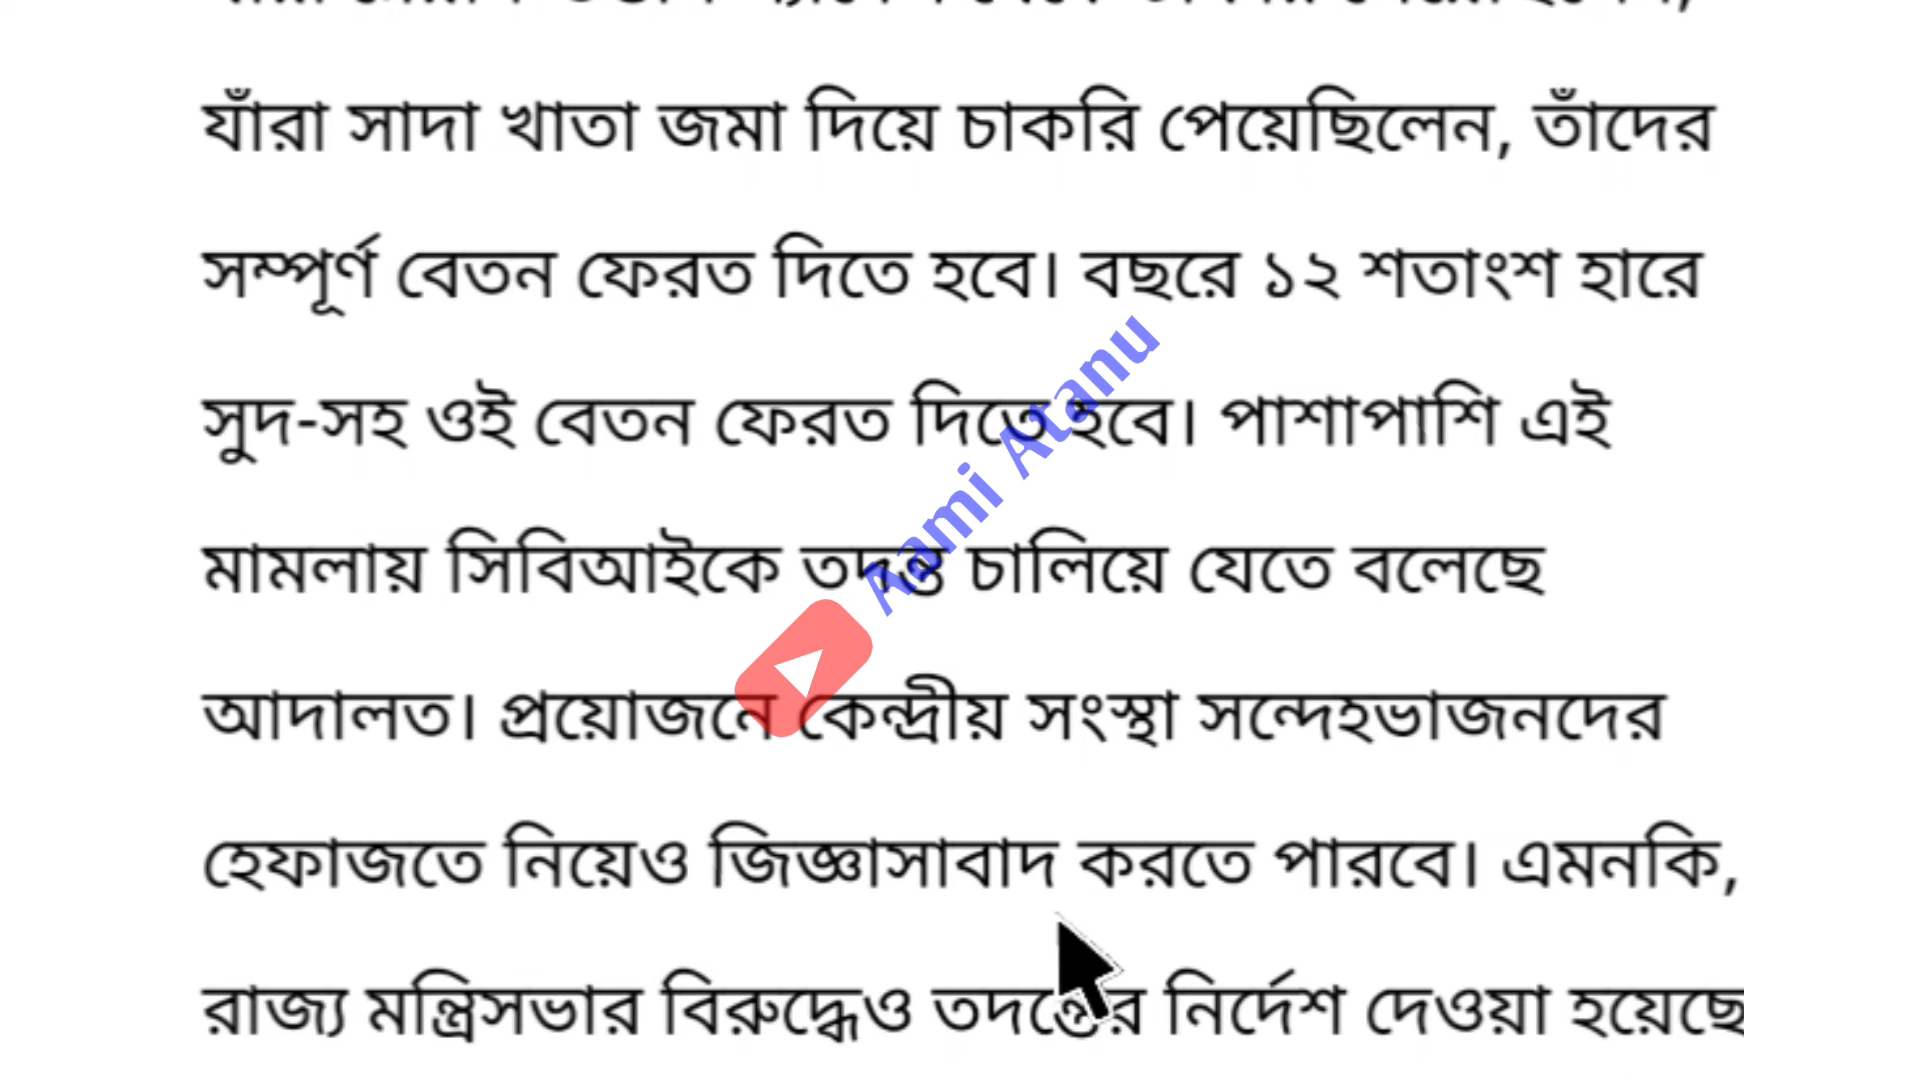 যাঁরা সাদা খাতা জমা দিয়ে চাকরি পেয়েছিলেন, তাঁদের
সম্পূর্ণ বেতন ফেরত দিতে হবে। বছরে ১২ শতাংশ হারে
সুদ-সহ ওই বেতন ফেরত দিতে হবে। পাশাপাশি এই
মামলায় সিবিআইকে তদন্ত চালিয়ে যেতে বলেছে
আদালত। প্রয়োজনে কেন্দ্রীয় সংস্থা সন্দেহভাজনদের
হেফাজতে নিয়েও জিজ্ঞাসাবাদ করতে পারবে। এমনকি,
রাজ্য মন্ত্রিসভার বিরুদ্ধেও তদন্তের নির্দেশ দেওয়া হয়েছে
Aami Atanu